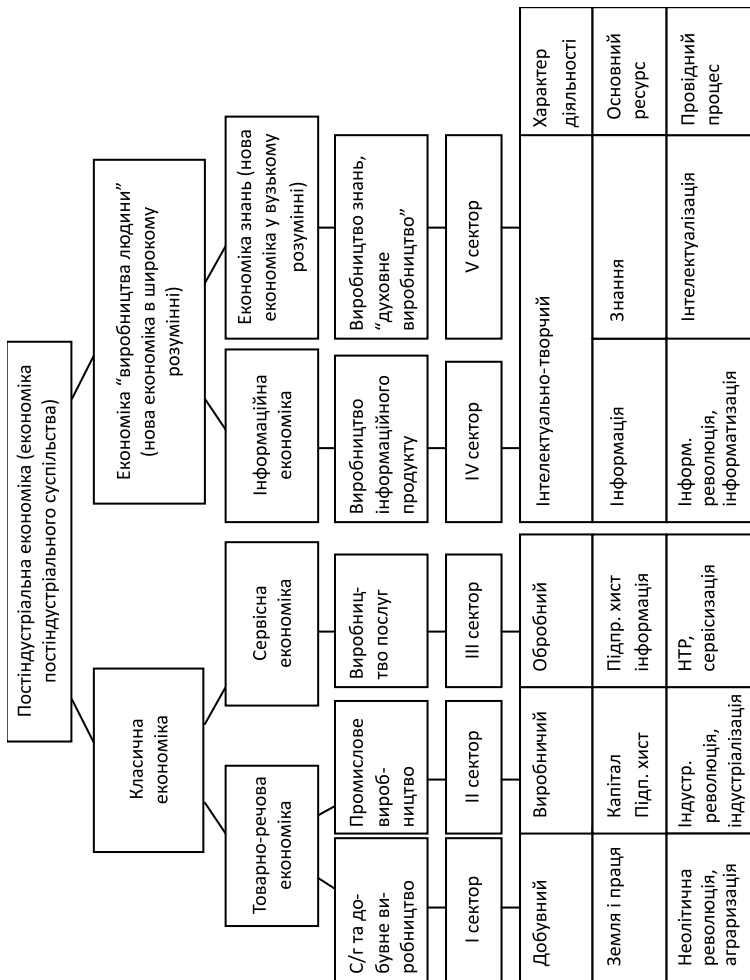 Постіндустріальна економіка (економіка
постіндустріального суспільства)
Класична
економіка
Економіка “виробництва людини”
(нова економіка в широкому
розумінні)
Товарно-речова
економіка
Сервісна
економіка
Інформаційна
економіка
Економіка знань (нова
економіка у вузькому
розумінні)
С/г та до-
бувне ви-
робництво
Промислове
вироб-
ництво
Виробниц-
тво послуг
Виробництво
інформаційного
продукту
Виробництво знань,
“духовне
виробництво”
I сектор
II сектор
III сектор
IV сектор
V сектор
Добувний
Виробничий
Обробний
Інтелектуально-творчий
Характер
діяльності
Земля і праця
Капітал
Підп. хист
Підпр. хист
інформація
Інформація
Знання
Основний
ресурс
Неолітична
революція,
аграризація
Індустр.
революція,
індустріалізація
НТР,
сервісизація
Інформ.
революція,
інформатизація
Інтелектуалізація
Провідний
процес